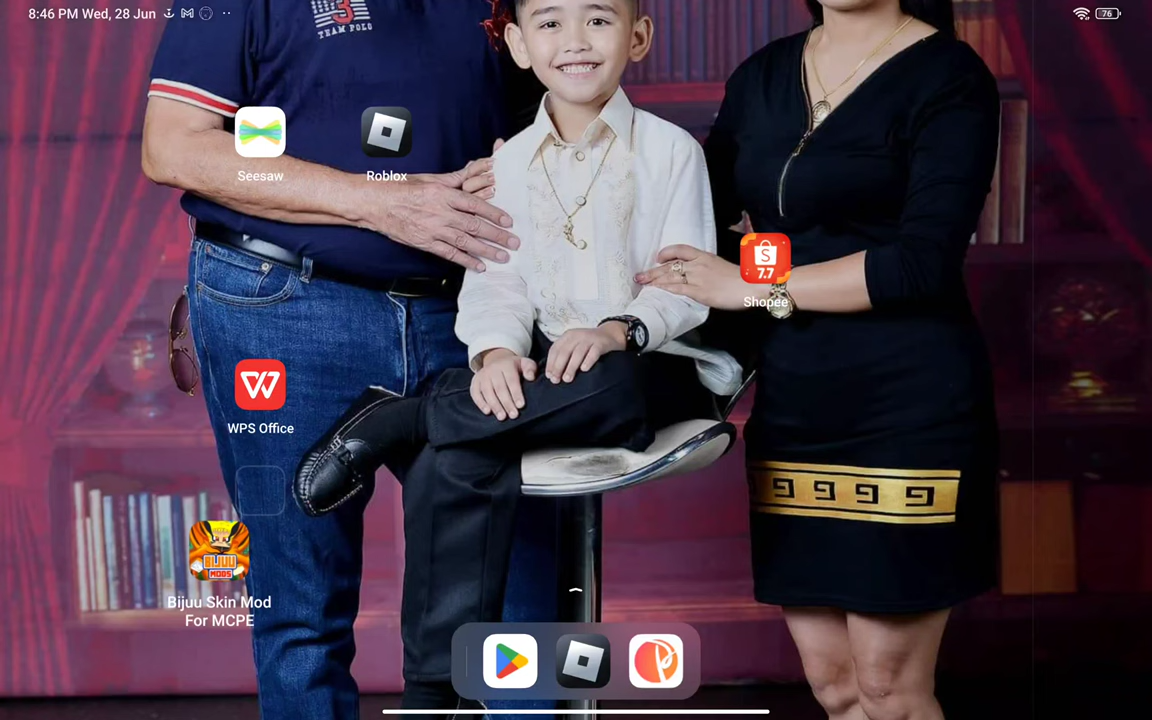 8:46 PM Wed, 28 Jun
76
3
TEAM POLO
Seesaw
Roblox
S
7.7
Shopee
W
WPS Office
BIJUU
MODS
Bijuu Skin Mod
For MCPE